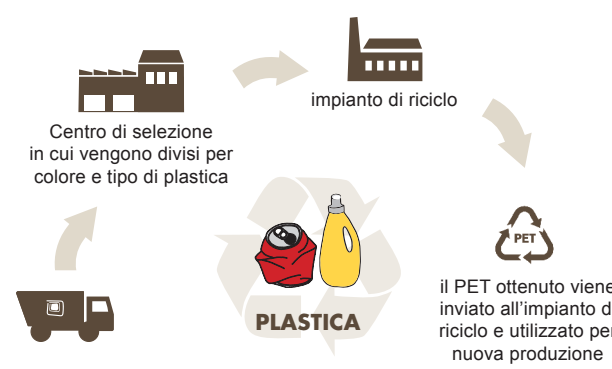 Centro di selezione
in cui vengono divisi per
colore e tipo di plastica
impianto di riciclo
PET
il PET ottenuto viene
inviato all'impianto d
riciclo e utilizzato per
nuova produzione
PLASTICA